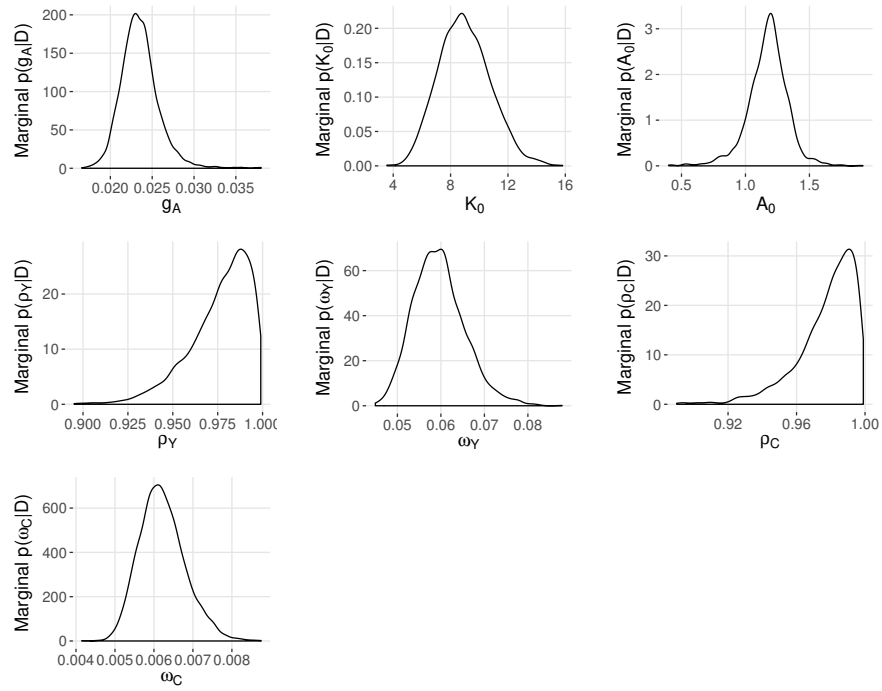 Marginal p(g_A|D)
200
150
100
50
0
0.020 0.025 0.030 0.035
g_A
Marginal p(K_0|D)
0.20
0.15
0.10
0.05
0.00
4 8 12 16
K_0
Marginal p(A_0|D)
3
2
1
0
0.5 1.0 1.5
A_0
Marginal p(ρ_Y|D)
20
10
0
0.900 0.925 0.950 0.975 1.000
ρ_Y
Marginal p(ω_Y|D)
60
40
20
0
0.05 0.06 0.07 0.08
ω_Y
Marginal p(ρ_C|D)
30
20
10
0
0.92 0.96 1.00
ρ_C
Marginal p(ω_C|D)
600
400
200
0
0.004 0.005 0.006 0.007 0.008
ω_C